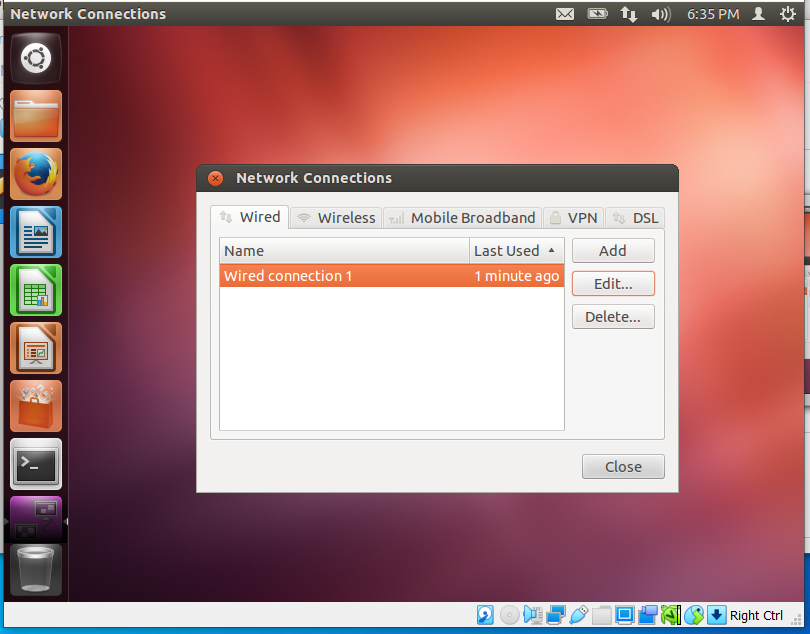 Network Connections 6:35 PM
Network Connections
Wired Wireless Mobile Broadband VPN DSL
Name Last Used Add
Wired connection 1 1 minute ago Edit...
Delete...
Close
Right Ctrl